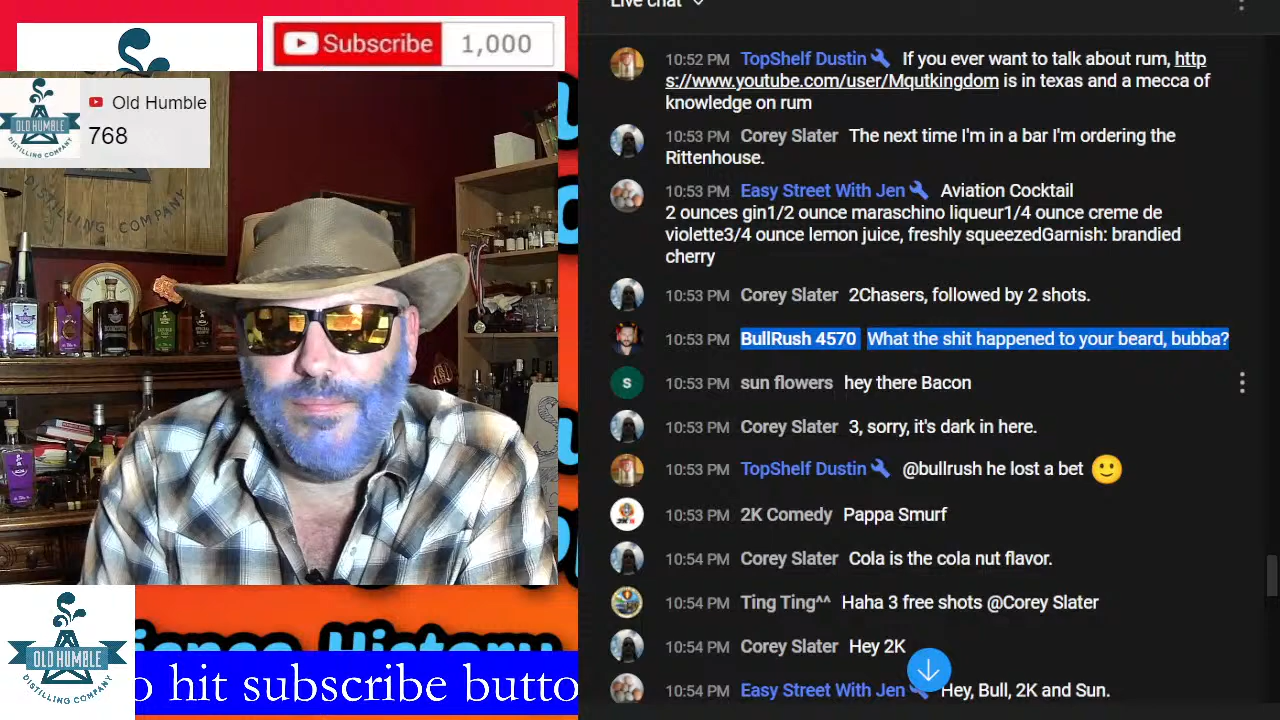 Subscribe 1,000
Old Humble
768
OLD HUMBLE
DISTILLING COMPANY
DISTILLING COMPANY
OLD HUMBLE
DISTILLING COMPANY
ience History
o hit subscribe butto
Live chat
10:52 PM TopShelf Dustin If you ever want to talk about rum, http
s://www.youtube.com/user/Mqutkingdom is in texas and a mecca of
knowledge on rum
10:53 PM Corey Slater The next time I'm in a bar I'm ordering the
Rittenhouse.
10:53 PM Easy Street With Jen Aviation Cocktail
2 ounces gin1/2 ounce maraschino liqueur1/4 ounce creme de
violette3/4 ounce lemon juice, freshly squeezedGarnish: brandied
cherry
10:53 PM Corey Slater 2Chasers, followed by 2 shots.
10:53 PM BullRush 4570 What the shit happened to your beard, bubba?
S
10:53 PM sun flowers hey there Bacon
10:53 PM Corey Slater 3, sorry, it's dark in here.
10:53 PM TopShelf Dustin @bullrush he lost a bet 🙂
10:53 PM 2K Comedy Pappa Smurf
10:54 PM Corey Slater Cola is the cola nut flavor.
10:54 PM Ting Ting^^ Haha 3 free shots @Corey Slater
10:54 PM Corey Slater Hey 2K
10:54 PM Easy Street With Jen Hey, Bull, 2K and Sun.